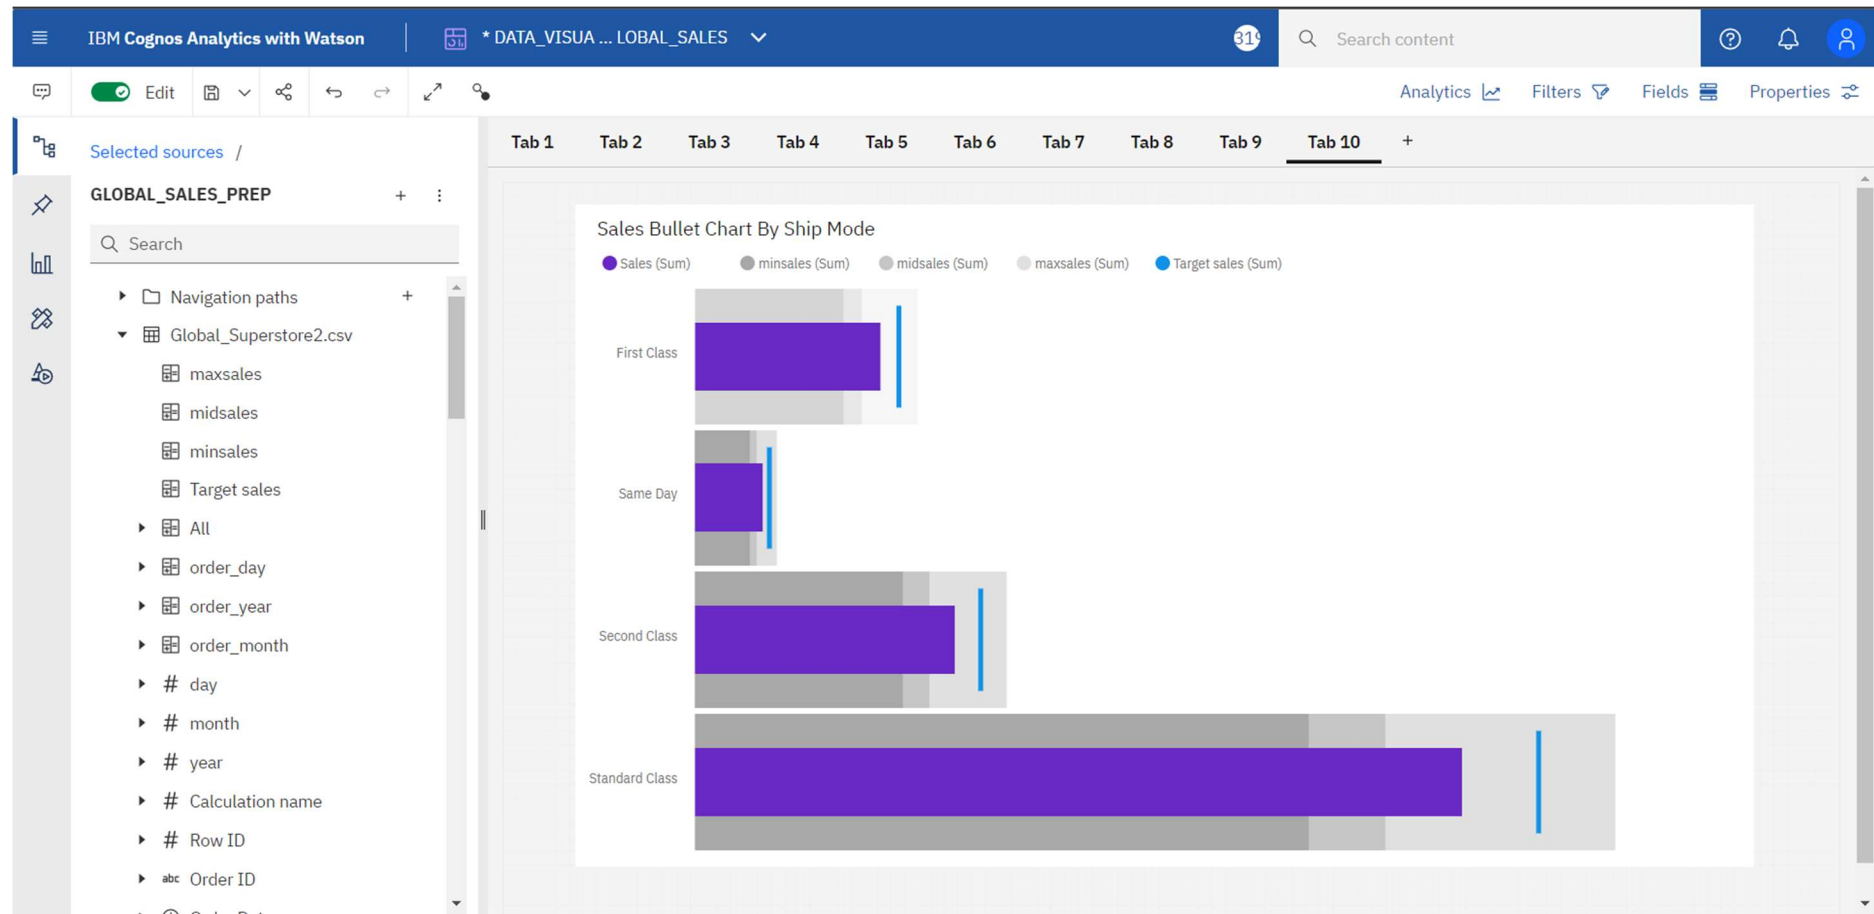 IBM Cognos Analytics with Watson
* DATA_VISUA ... LOBAL_SALES
Search content
Edit
Analytics
Filters
Fields
Properties
Selected sources /
GLOBAL_SALES_PREP
Search
Navigation paths
Global_Superstore2.csv
maxsales
midsales
minsales
Target sales
All
order_day
order_year
order_month
# day
# month
# year
# Calculation name
# Row ID
abc Order ID
Tab 1 Tab 2 Tab 3 Tab 4 Tab 5 Tab 6 Tab 7 Tab 8 Tab 9 Tab 10 +
Sales Bullet Chart By Ship Mode
Sales (Sum) minsales (Sum) midsales (Sum) maxsales (Sum) Target sales (Sum)
First Class
Same Day
Second Class
Standard Class